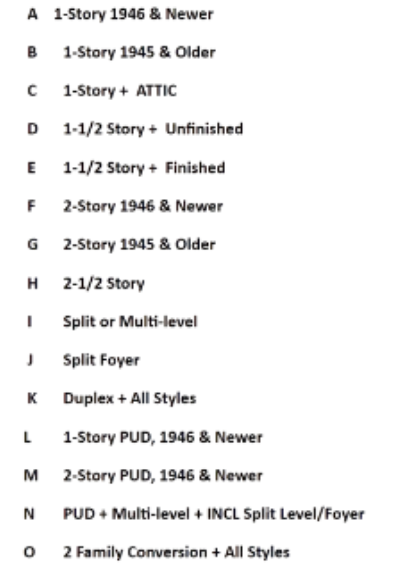 A 1-Story 1946 & Newer
B 1-Story 1945 & Older
C 1-Story + ATTIC
D 1-1/2 Story + Unfinished
E 1-1/2 Story + Finished
F 2-Story 1946 & Newer
G 2-Story 1945 & Older
H 2-1/2 Story
I Split or Multi-level
J Split Foyer
K Duplex + All Styles
L 1-Story PUD, 1946 & Newer
M 2-Story PUD, 1946 & Newer
N PUD + Multi-level + INCL Split Level/Foyer
O 2 Family Conversion + All Styles